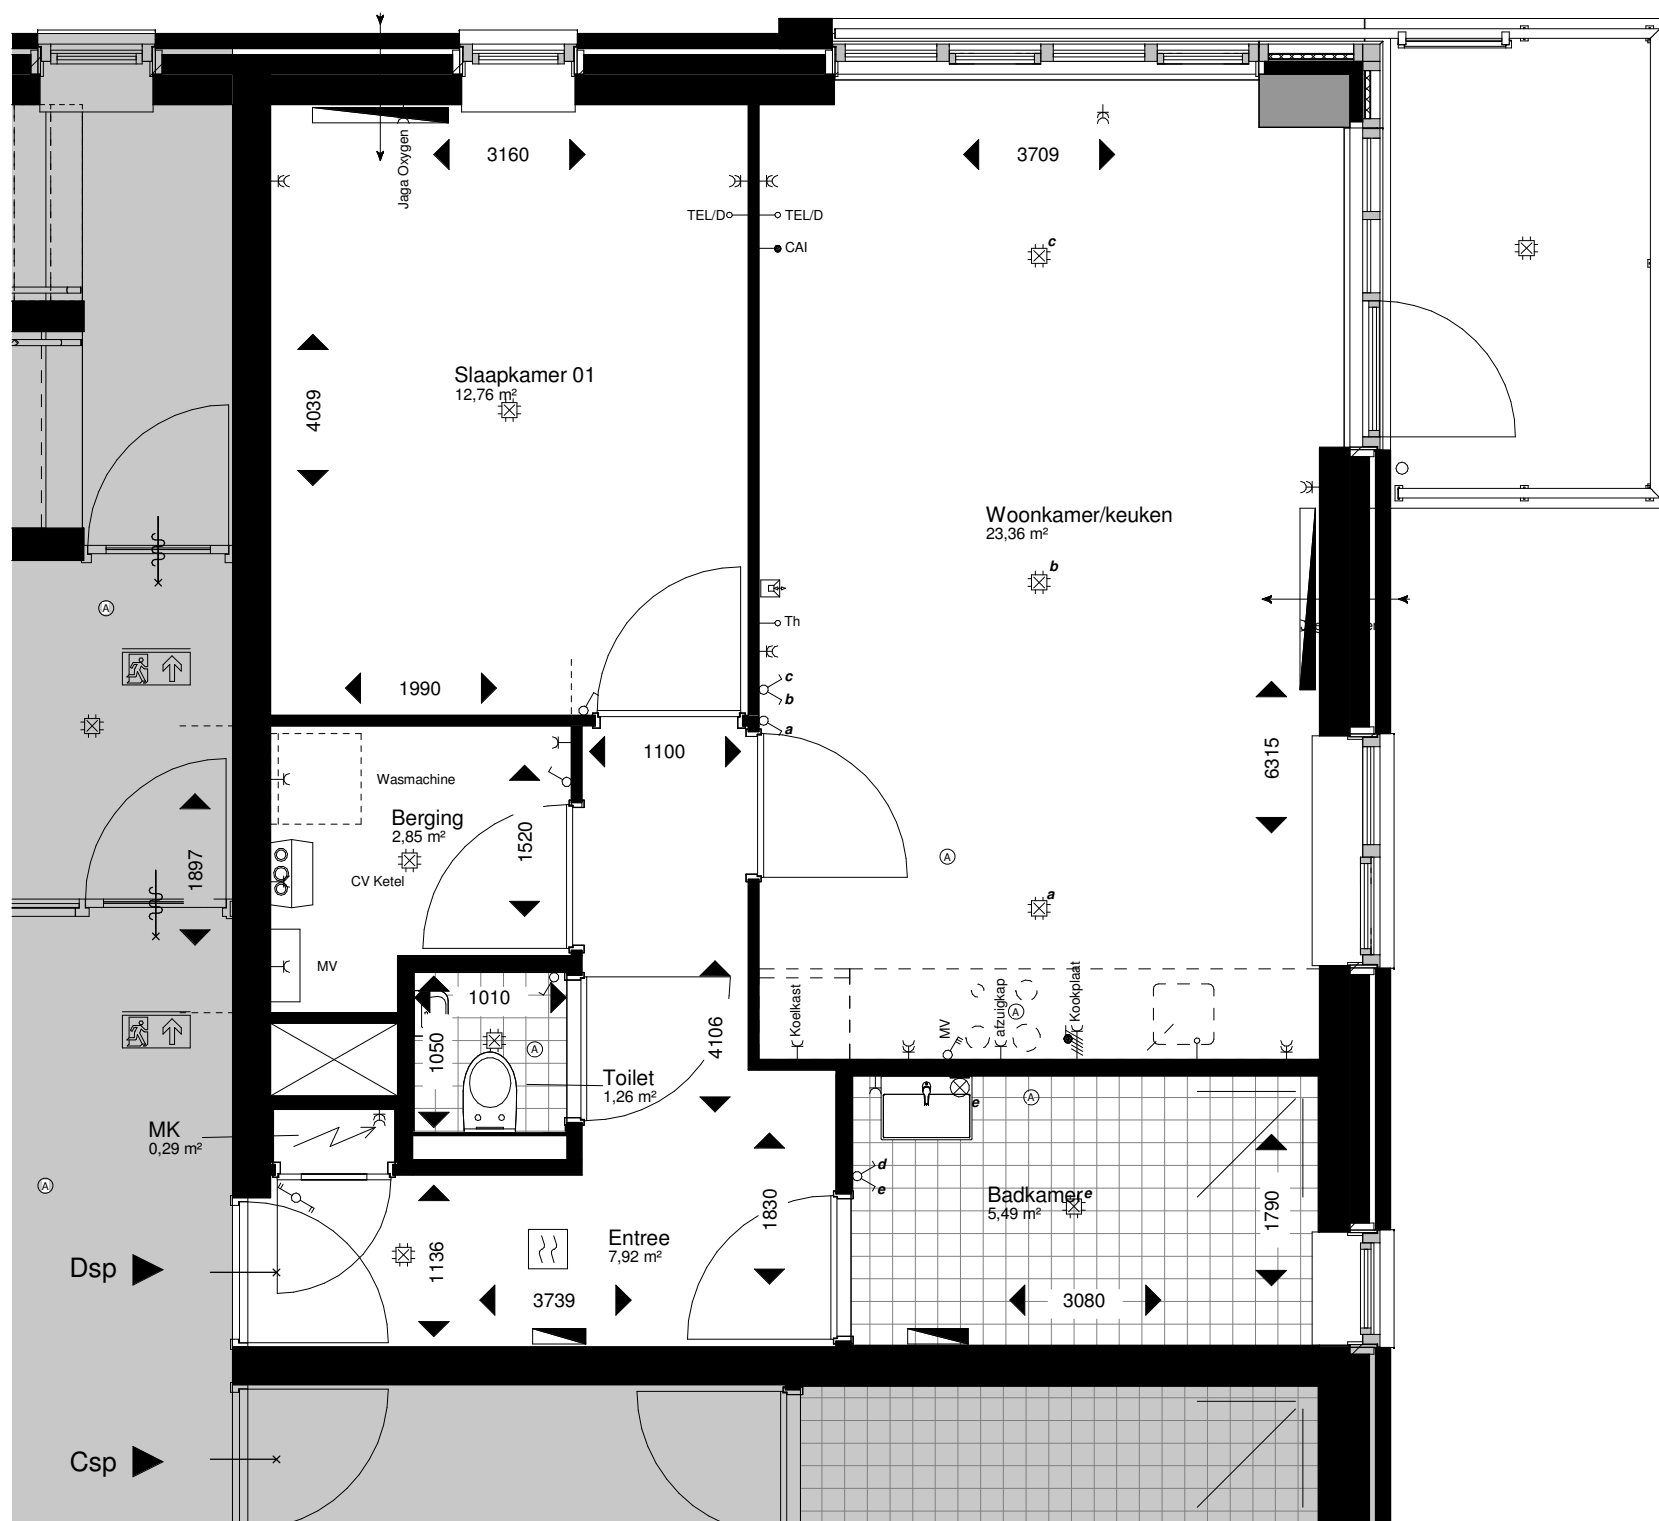 Jaga Oxygen
3160
3709
TEL/D
TEL/D
CAI
c
Slaapkamer 01
12,76 m²
4039
Woonkamer/keuken
23,36 m²
b
Th
A
c
b
a
1990
1100
6315
Wasmachine
Berging
2,85 m²
1520
CV Ketel
1897
A
a
MV
1010
Koelkast
MV
afzuigkap
A
Kookplaat
4106
1050
A
Toilet
1,26 m²
MK
0,29 m²
e
A
d
e
A
1136
Entree
7,92 m²
1830
Badkamer
e
5,49 m²
1790
3739
3080
Dsp
Csp